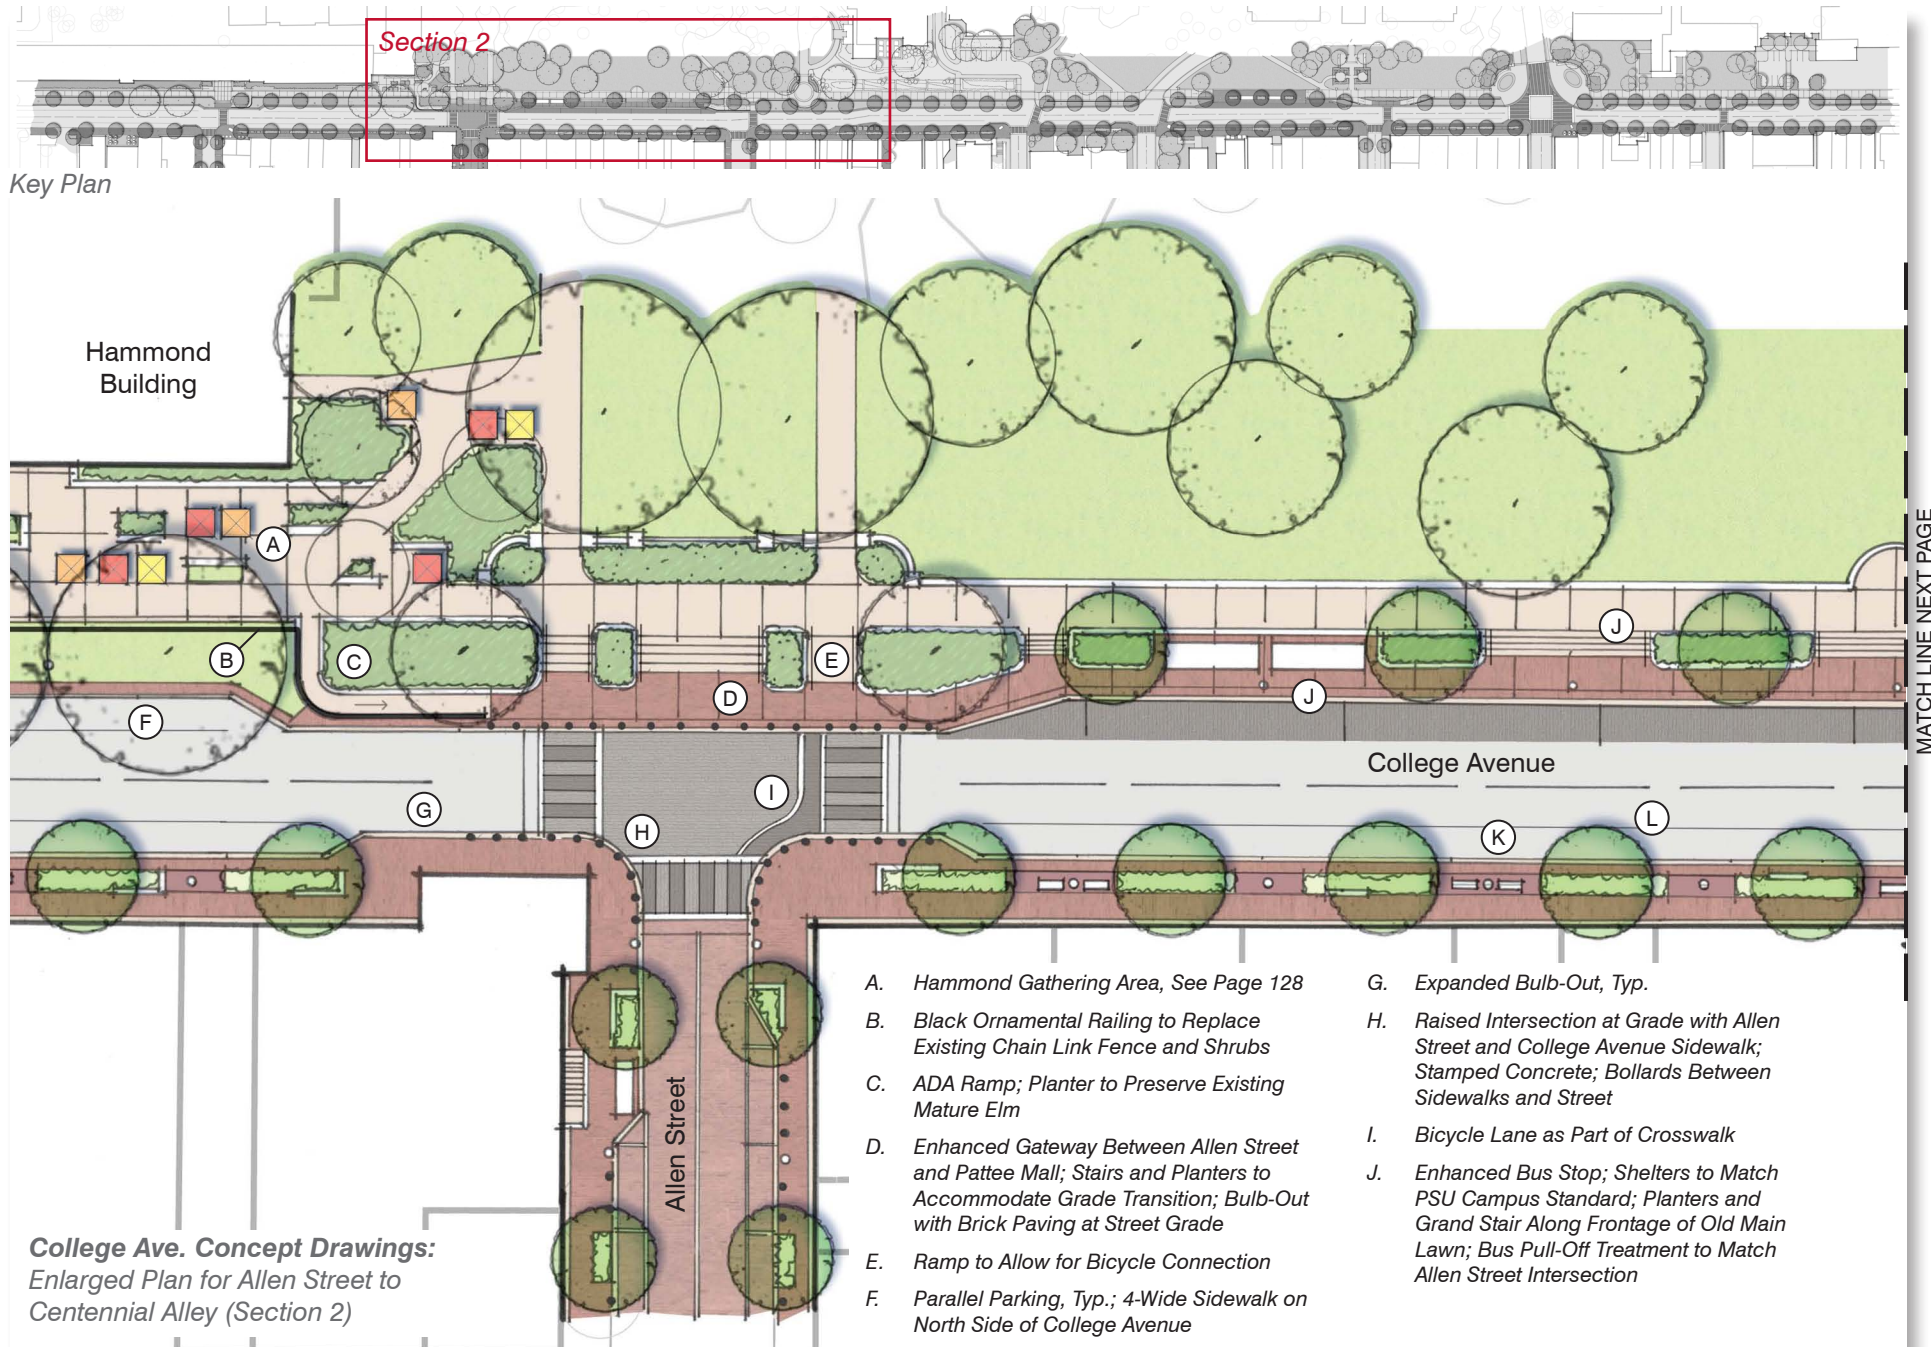 Section 2
Key Plan
Hammond
Building
A
B
C
D
E
F
G
H
I
J
J
K
L
College Avenue
Allen Street
MATCH LINE NEXT PAGE
A. Hammond Gathering Area, See Page 128
B. Black Ornamental Railing to Replace
Existing Chain Link Fence and Shrubs
C. ADA Ramp; Planter to Preserve Existing
Mature Elm
D. Enhanced Gateway Between Allen Street
and Pattee Mall; Stairs and Planters to
Accommodate Grade Transition; Bulb-Out
with Brick Paving at Street Grade
E. Ramp to Allow for Bicycle Connection
F. Parallel Parking, Typ.; 4-Wide Sidewalk on
North Side of College Avenue
G. Expanded Bulb-Out, Typ.
H. Raised Intersection at Grade with Allen
Street and College Avenue Sidewalk;
Stamped Concrete; Bollards Between
Sidewalks and Street
I. Bicycle Lane as Part of Crosswalk
J. Enhanced Bus Stop; Shelters to Match
PSU Campus Standard; Planters and
Grand Stair Along Frontage of Old Main
Lawn; Bus Pull-Off Treatment to Match
Allen Street Intersection
College Ave. Concept Drawings:
Enlarged Plan for Allen Street to
Centennial Alley (Section 2)